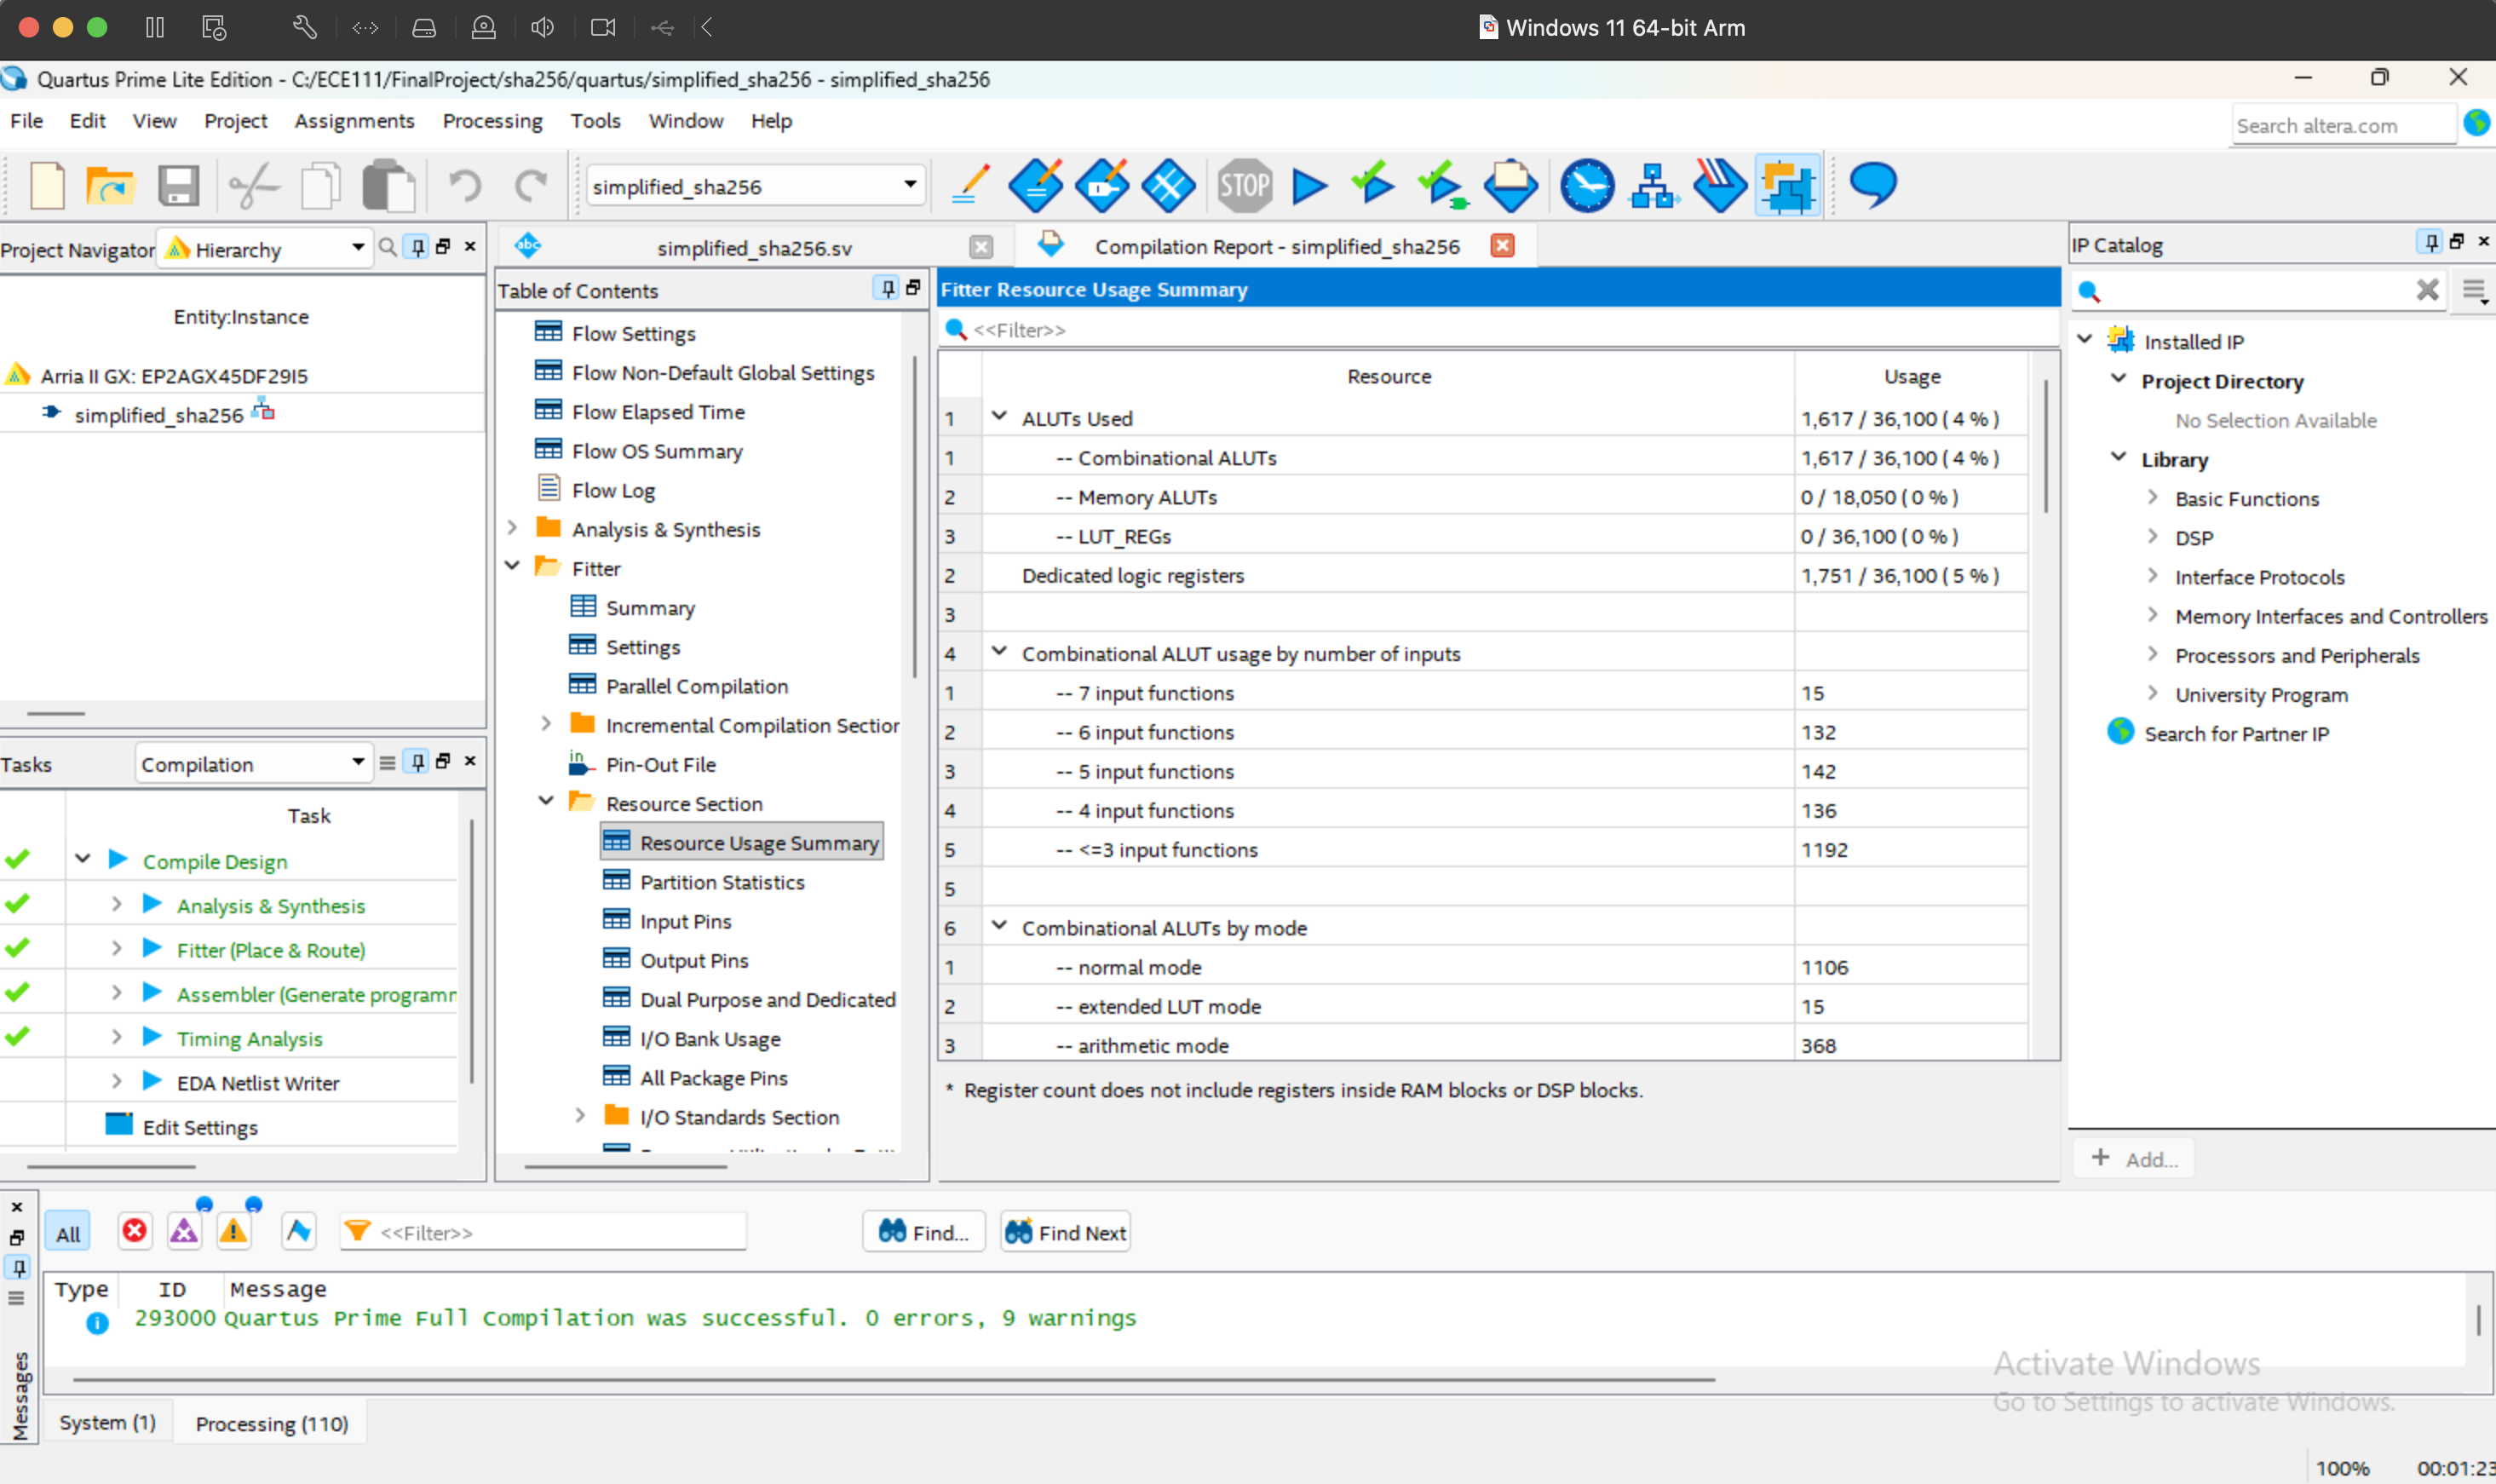 Windows 11 64-bit Arm
Quartus Prime Lite Edition - C:/ECE111/FinalProject/sha256/quartus/simplified_sha256 - simplified_sha256
File Edit View Project Assignments Processing Tools Window Help
Search altera.com
simplified_sha256
STOP
Project Navigator Hierarchy
Entity:Instance
Arria II GX: EP2AGX45DF29I5
simplified_sha256
Tasks Compilation
Task
Compile Design
Analysis & Synthesis
Fitter (Place & Route)
Assembler (Generate programm
Timing Analysis
EDA Netlist Writer
Edit Settings
abc simplified_sha256.sv
Compilation Report - simplified_sha256
Table of Contents
Flow Settings
Flow Non-Default Global Settings
Flow Elapsed Time
Flow OS Summary
Flow Log
Analysis & Synthesis
Fitter
Summary
Settings
Parallel Compilation
Incremental Compilation Section
in Pin-Out File
Resource Section
Resource Usage Summary
Partition Statistics
Input Pins
Output Pins
Dual Purpose and Dedicated
I/O Bank Usage
All Package Pins
I/O Standards Section
Fitter Resource Usage Summary
<<Filter>>
Resource Usage
1 ALUTs Used 1,617 / 36,100 ( 4 % )
1 -- Combinational ALUTs 1,617 / 36,100 ( 4 % )
2 -- Memory ALUTs 0 / 18,050 ( 0 % )
3 -- LUT_REGs 0 / 36,100 ( 0 % )
2 Dedicated logic registers 1,751 / 36,100 ( 5 % )
3
4 Combinational ALUT usage by number of inputs
1 -- 7 input functions 15
2 -- 6 input functions 132
3 -- 5 input functions 142
4 -- 4 input functions 136
5 -- <=3 input functions 1192
5
6 Combinational ALUTs by mode
1 -- normal mode 1106
2 -- extended LUT mode 15
3 -- arithmetic mode 368
* Register count does not include registers inside RAM blocks or DSP blocks.
IP Catalog
Installed IP
Project Directory
No Selection Available
Library
Basic Functions
DSP
Interface Protocols
Memory Interfaces and Controllers
Processors and Peripherals
University Program
Search for Partner IP
+ Add...
All <<Filter>> Find... Find Next
Type ID Message
293000 Quartus Prime Full Compilation was successful. 0 errors, 9 warnings
Messages
System (1) Processing (110)
Activate Windows
Go to Settings to activate Windows.
100% 00:01:23